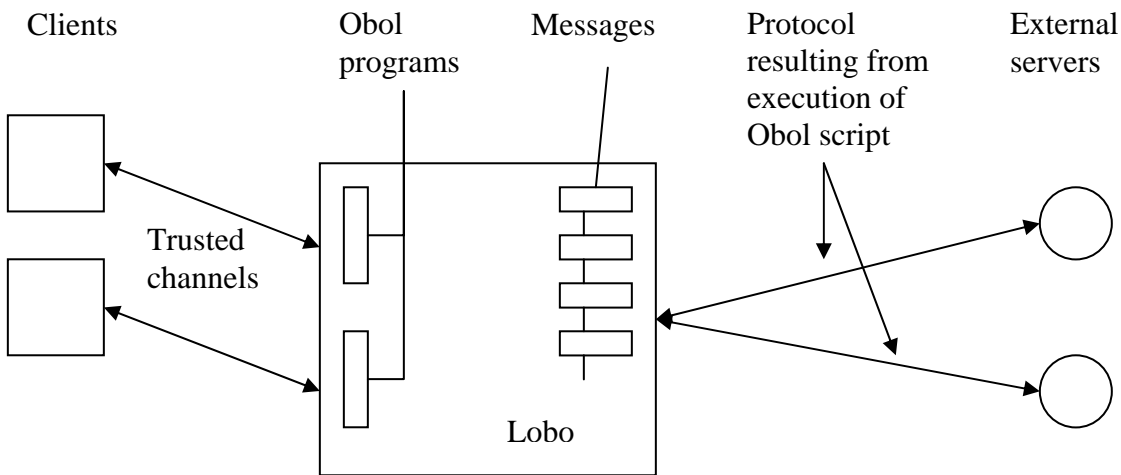 Clients
Obol
programs
Messages
Protocol
resulting from
execution of
Obol script
External
servers
Trusted
channels
Lobo